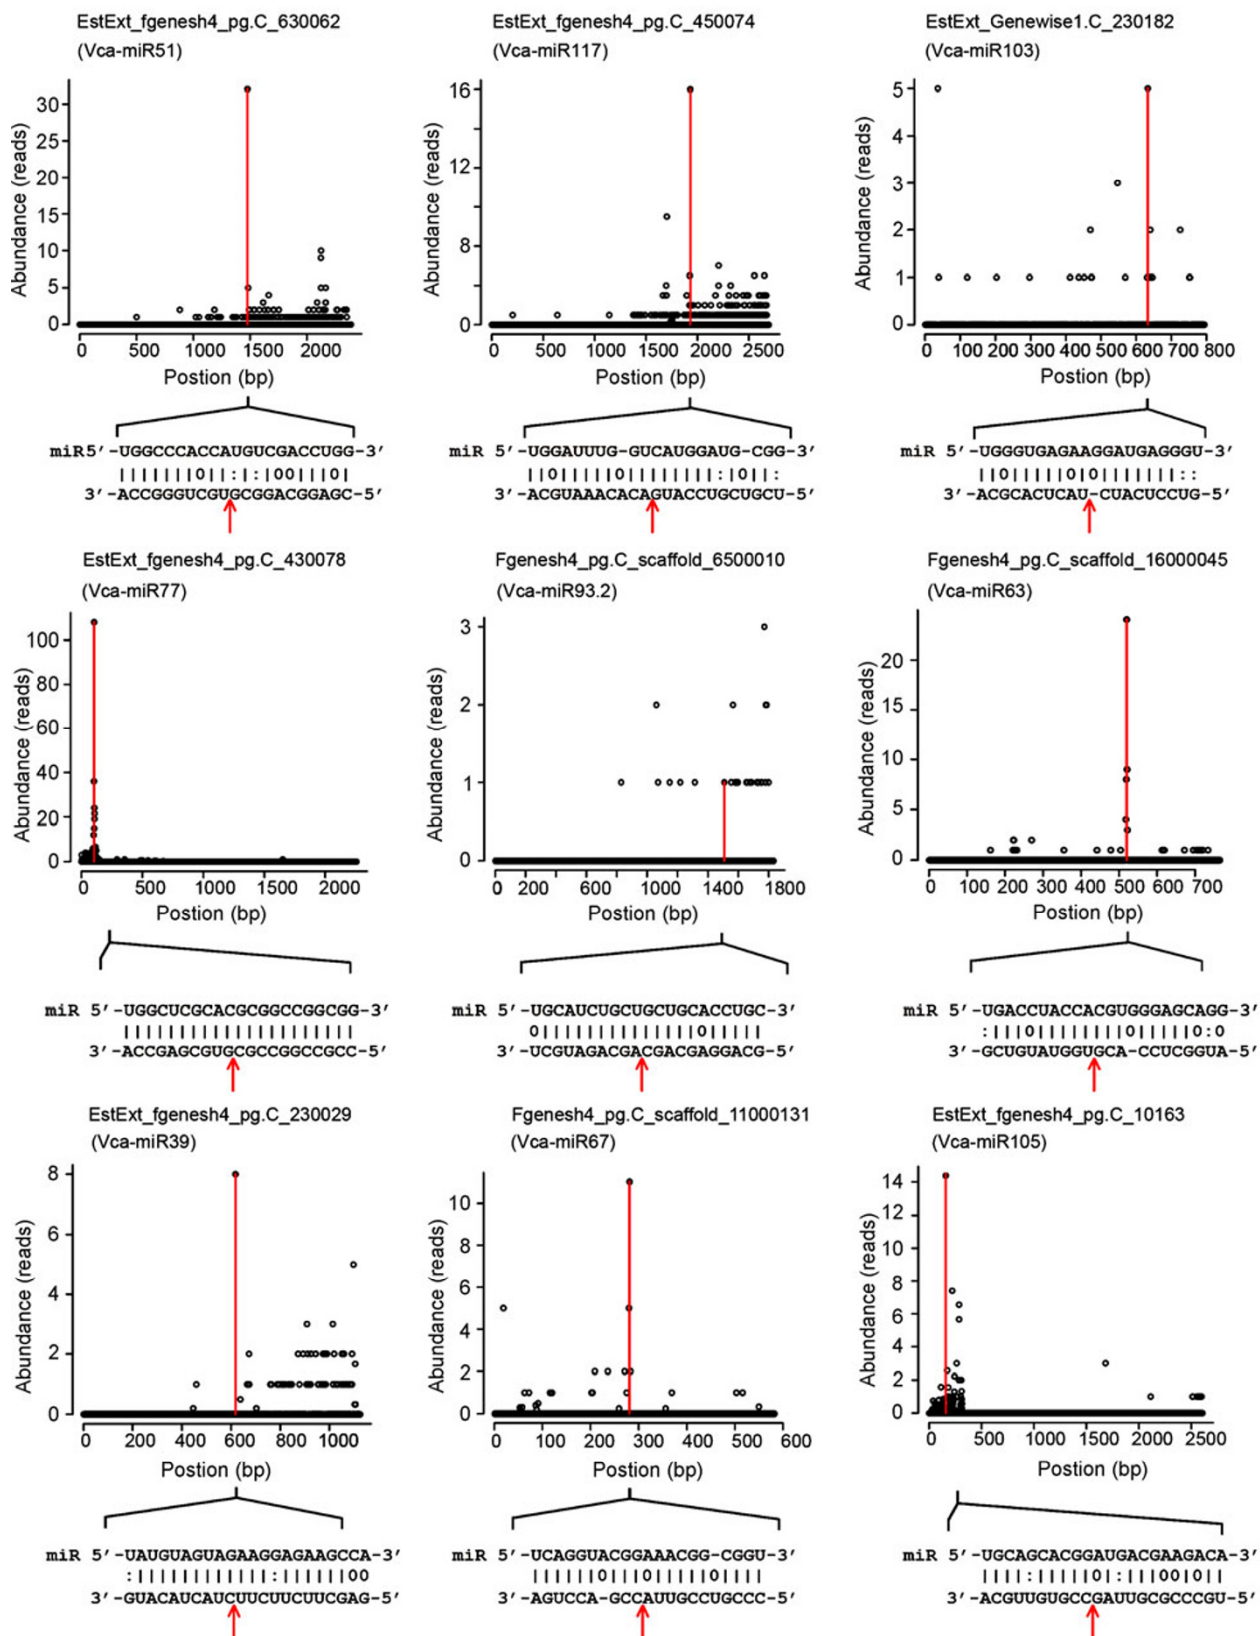 EstExt_fgenesh4_pg.C_630062
(Vca-miR51)
Abundance (reads)
30
25
20
15
10
5
0
0 500 1000 1500 2000
Postion (bp)
miR5′-UGGCCCACCAUGUCGACCUGG-3′
||||||||O|:|:|OO|||O|
3′-ACCGGGUCGUGCGGACGGAGC-5′
EstExt_fgenesh4_pg.C_450074
(Vca-miR117)
Abundance (reads)
16
12
8
4
0
0 500 1000 1500 2000 2500
Postion (bp)
miR 5′-UGGAUUUG-GUCAUGGAUG-CGG-3′
3′-ACGUAAACACAGUACCUGCUGCU-5′
EstExt_Genewise1.C_230182
(Vca-miR103)
Abundance (reads)
5
4
3
2
1
0
0 100 200 300 400 500 600 700 800
Postion (bp)
miR 5′-UGGGUGAGAAGGAUGAGGGU-3′
3′-ACGCACUCAU-CUACUCCUG-5′
EstExt_fgenesh4_pg.C_430078
(Vca-miR77)
Abundance (reads)
100
80
60
40
20
0
0 500 1000 1500 2000
Postion (bp)
miR 5′-UGGCUCGCACGCGGCCGGCGG-3′
|||||||||||||||||||||
3′-ACCGAGCGUGCGCCGGCCGCC-5′
Fgenesh4_pg.C_scaffold_6500010
(Vca-miR93.2)
Abundance (reads)
3
2
1
0
0 200 600 1000 1400 1800
Postion (bp)
miR 5′-UGCAUCUGCUGCUGCACCUGC-3′
O||||||||||||||O|||||
3′-UCGUAGACGACGACGAGGACG-5′
Fgenesh4_pg.C_scaffold_16000045
(Vca-miR63)
Abundance (reads)
20
15
10
5
0
0 100 200 300 400 500 600 700
Postion (bp)
miR 5′-UGACCUACCACGUGGGAGCAGG-3′
3′-GCUGUAUGGUGCA-CCUCGGUA-5′
EstExt_fgenesh4_pg.C_230029
(Vca-miR39)
Abundance (reads)
8
6
4
2
0
0 200 400 600 800 1000
Postion (bp)
miR 5′-UAUGUAGUAGAAGGAGAAGCCA-3′
:||||||||||||:||||||OO
3′-GUACAUCAUCUUCUUCUUCGAG-5′
Fgenesh4_pg.C_scaffold_11000131
(Vca-miR67)
Abundance (reads)
10
8
6
4
2
0
0 100 200 300 400 500 600
Postion (bp)
miR 5′-UCAGGUACGGAAACGG-CGGU-3′
3′-AGUCCA-GCCAUUGCCUGCCC-5′
EstExt_fgenesh4_pg.C_10163
(Vca-miR105)
Abundance (reads)
14
12
10
8
6
4
2
0
0 500 1000 1500 2000 2500
Postion (bp)
miR 5′-UGCAGCACGGAUGACGAAGACA-3′
3′-ACGUUGUGCCGAUUGCGCCCGU-5′